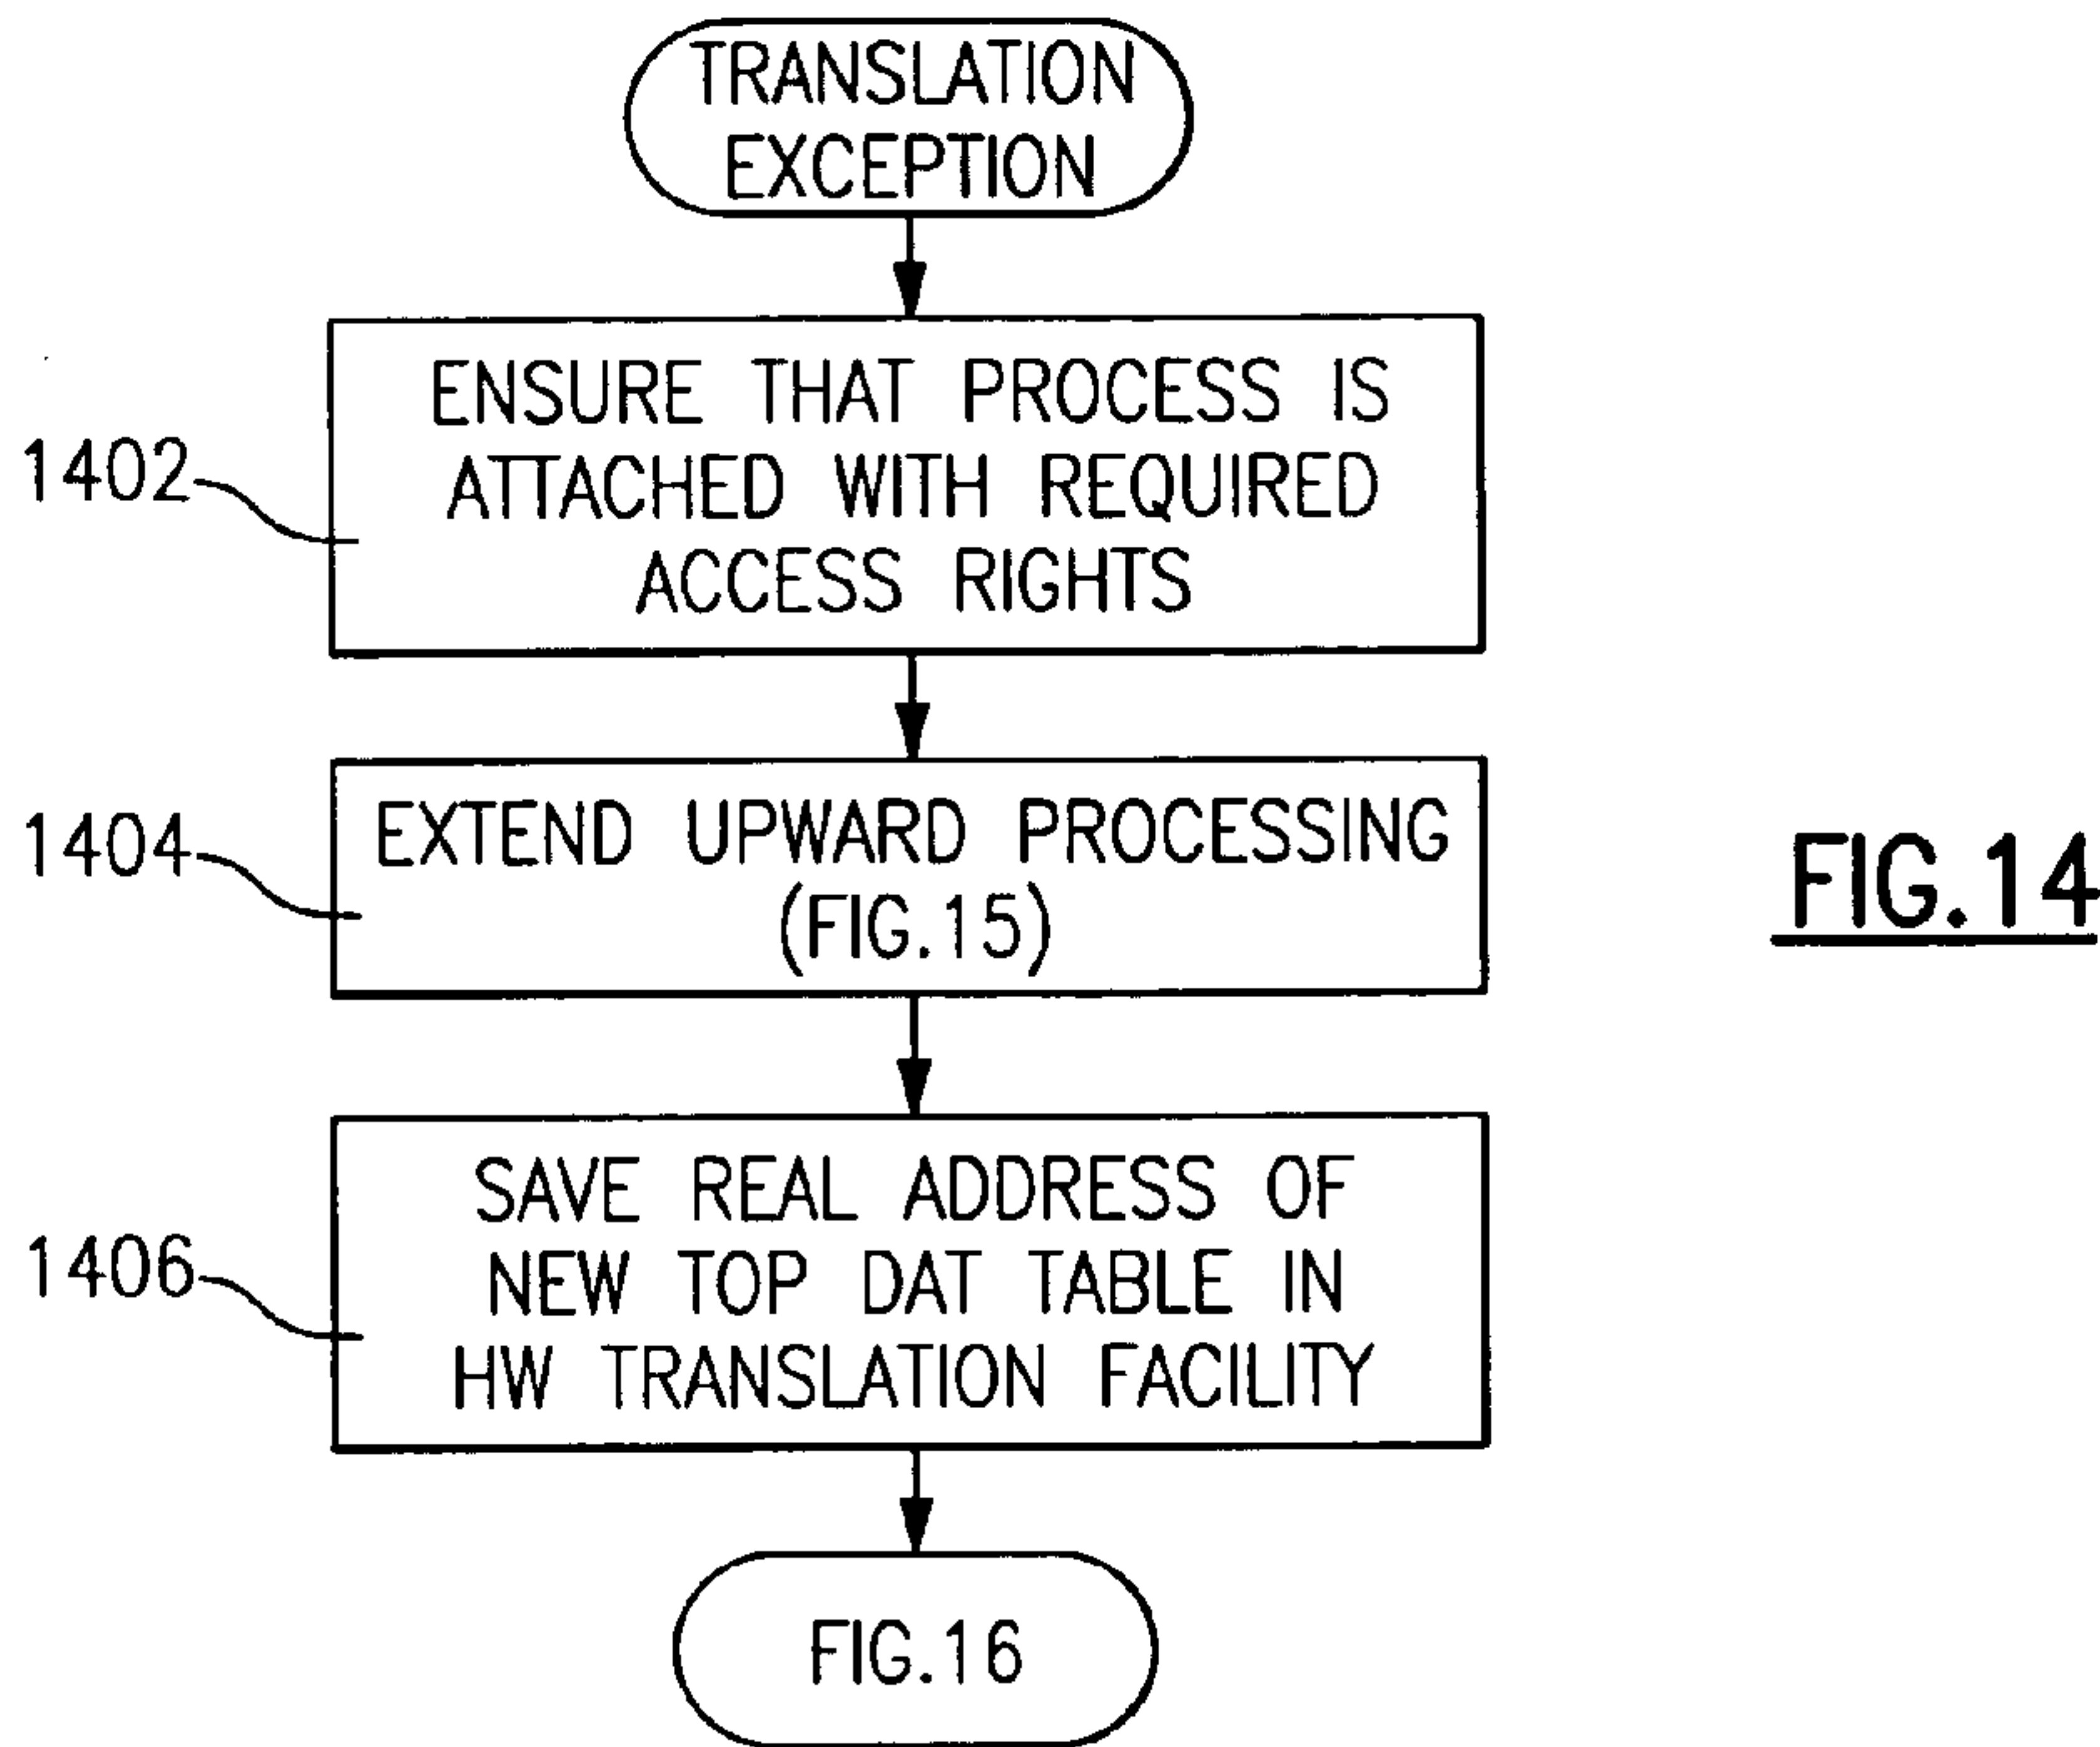 TRANSLATION
EXCEPTION
ENSURE THAT PROCESS IS
ATTACHED WITH REQUIRED
ACCESS RIGHTS
1402
EXTEND UPWARD PROCESSING
(FIG.15)
1404
SAVE REAL ADDRESS OF
NEW TOP DAT TABLE IN
HW TRANSLATION FACILITY
1406
FIG.16
FIG.14